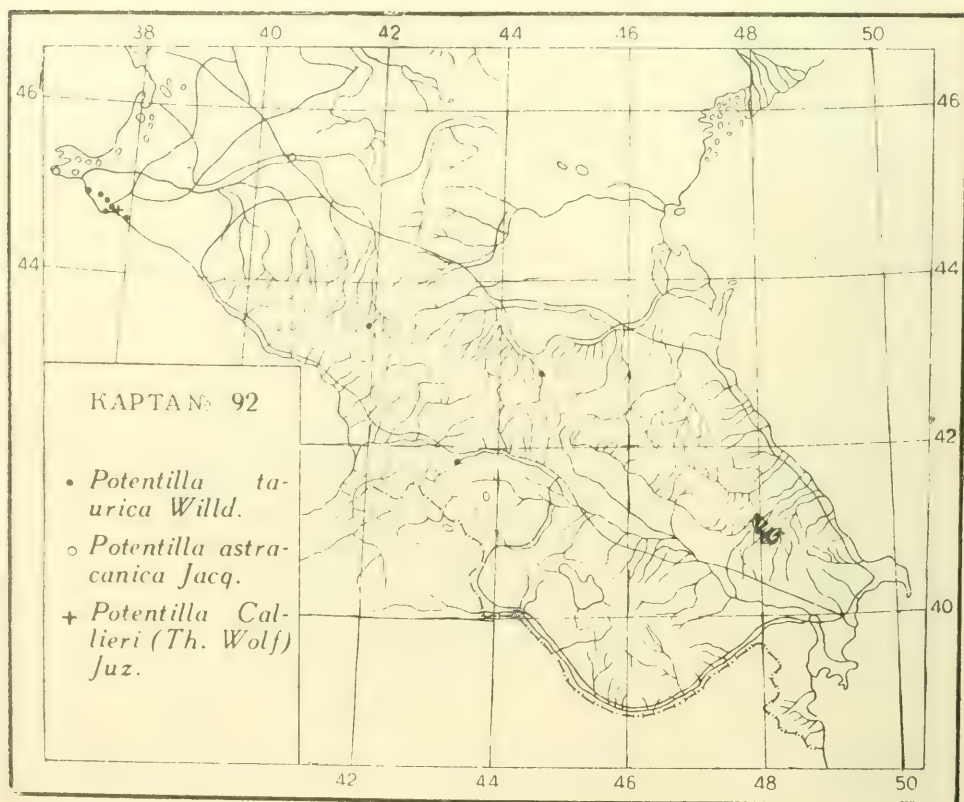 38 40 42 44 46 48 50
46 46
44 44
КАРТА № 92
42
• Potentilla ta-
urica Willd.
○ Potentilla astra-
canica Jacq.
+ Potentilla Cal-
lieri (Th. Wolf)
Juz.
40
42 44 46 48 50